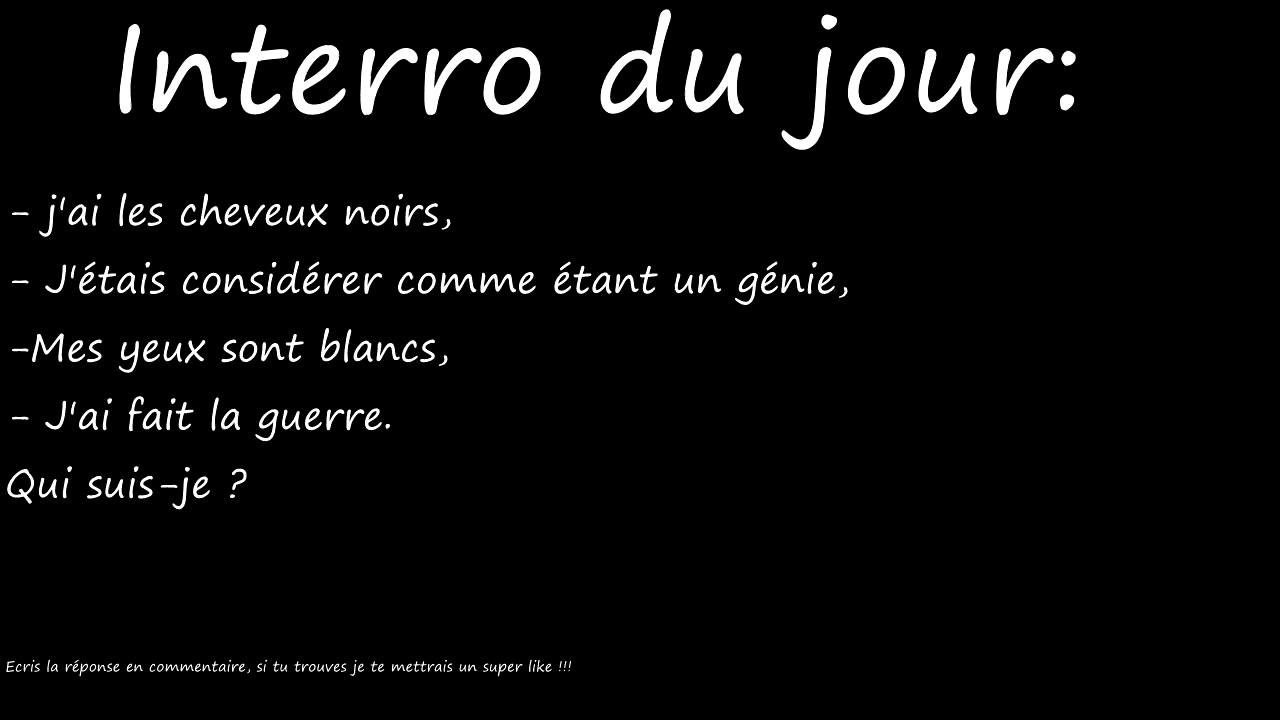 Interro du jour:
- j'ai les cheveux noirs,
- J'étais considérer comme étant un génie,
-Mes yeux sont blancs,
- J'ai fait la guerre.
Qui suis-je ?
Ecris la réponse en commentaire, si tu trouves je te mettrais un super like !!!